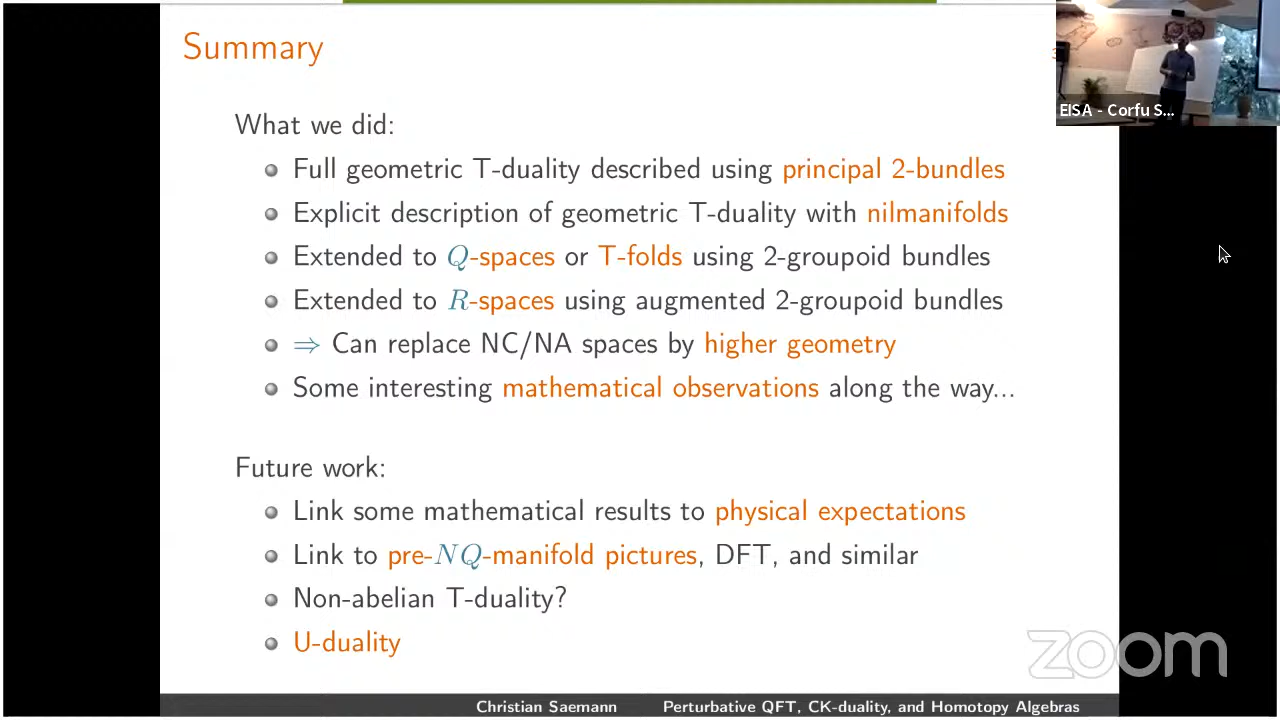 Summary
What we did:
Full geometric T-duality described using principal 2-bundles
Explicit description of geometric T-duality with nilmanifolds
Extended to Q-spaces or T-folds using 2-groupoid bundles
Extended to R-spaces using augmented 2-groupoid bundles
⇒ Can replace NC/NA spaces by higher geometry
Some interesting mathematical observations along the way...
Future work:
Link some mathematical results to physical expectations
Link to pre-NQ-manifold pictures, DFT, and similar
Non-abelian T-duality?
U-duality
Christian Saemann Perturbative QFT, CK-duality, and Homotopy Algebras
EISA - Corfu S...
zoom